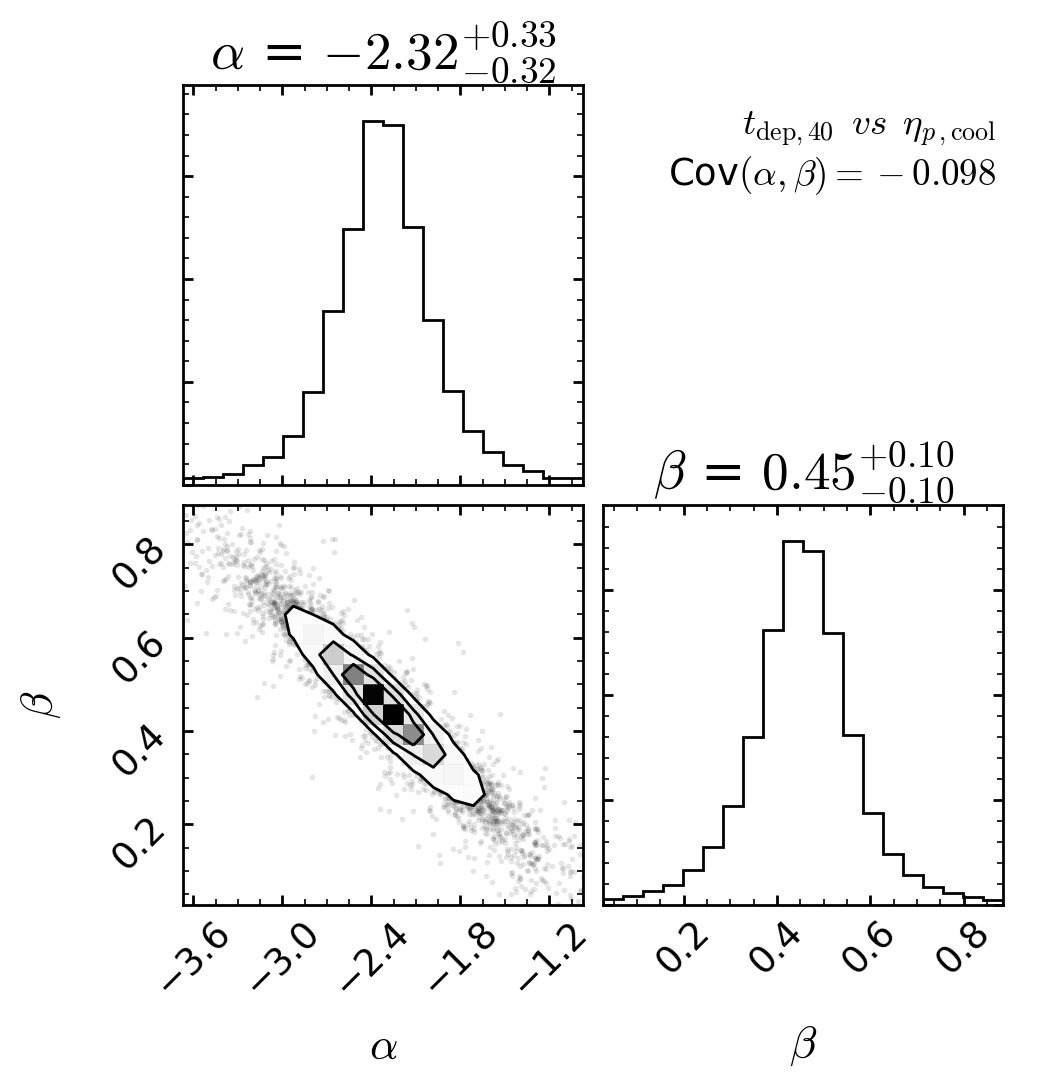 α = −2.32 +0.33 −0.32
t dep, 40 vs η p, cool
Cov(α, β) = − 0.098
β = 0.45 +0.10 −0.10
0.8
0.6
0.4
0.2
β
−3.6 −3.0 −2.4 −1.8 −1.2
0.2 0.4 0.6 0.8
α
β